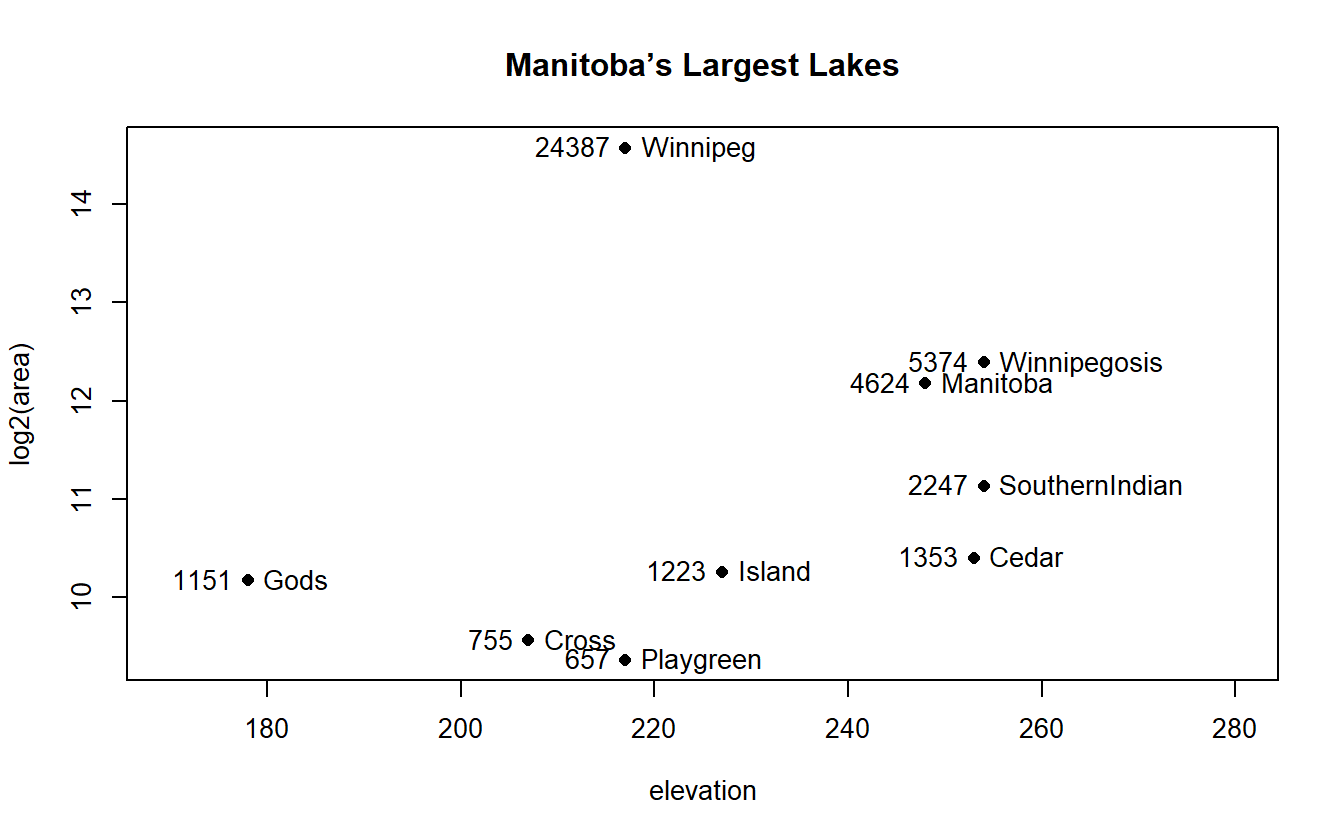 Manitoba’s Largest Lakes
24387 Winnipeg
14
13
5374 Winnipegosis
4624 Manitoba
12
log2(area)
11
2247 SouthernIndian
1353 Cedar
1223 Island
1151 Gods
10
755 Cross
657 Playgreen
180 200 220 240 260 280
elevation